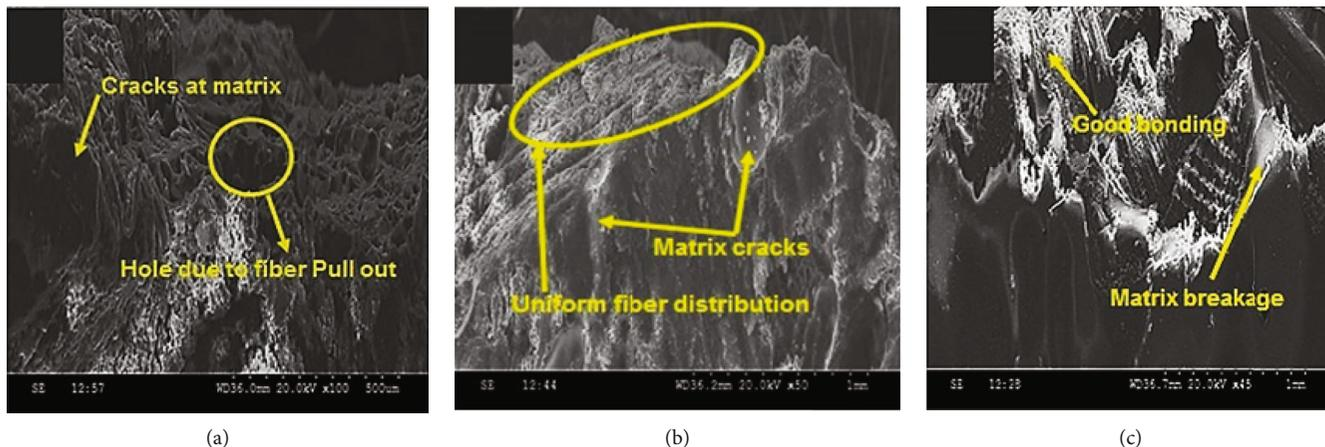 Cracks at matrix
Hole due to fiber Pull out
SE 12:57 WD36.0mm 20.0kV x100 500um
(a)
Matrix cracks
Uniform fiber distribution
SE 12:44 WD36.2mm 20.0kV x50 1mm
(b)
Good bonding
Matrix breakage
SE 12:28 WD36.7mm 20.0kV x45 1mm
(c)